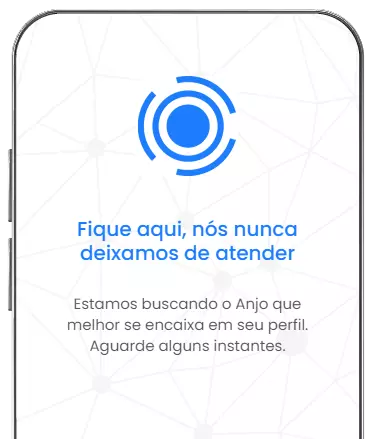 Fique aqui, nós nunca
deixamos de atender
Estamos buscando o Anjo que
melhor se encaixa em seu perfil.
Aguarde alguns instantes.